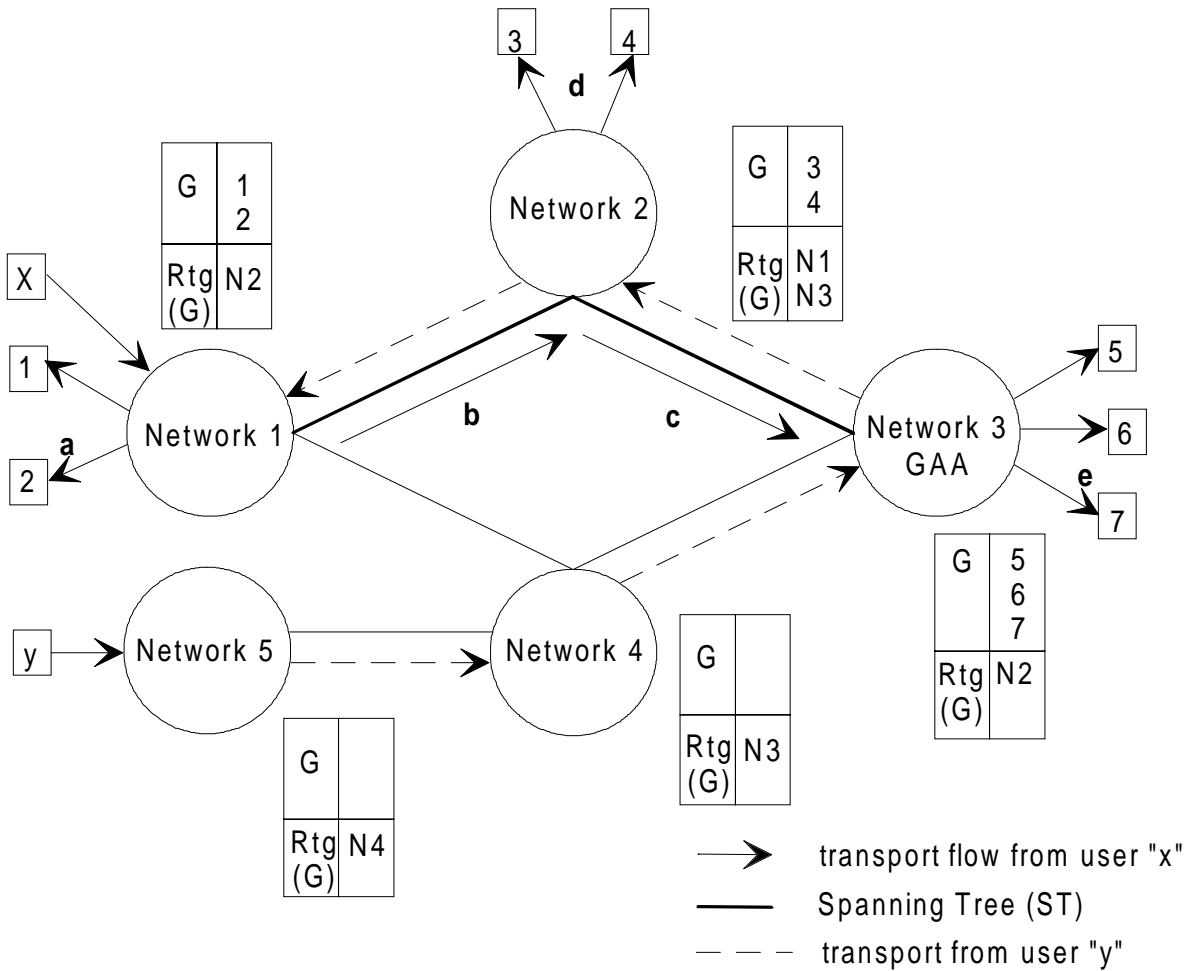 3
4
d
G
1
2
Rtg
(G)
N2
Network 2
G
3
4
Rtg
(G)
N1
N3
X
1
a
2
Network 1
b
c
Network 3
GAA
5
6
e
7
G
5
6
7
Rtg
(G)
N2
y
Network 5
Network 4
G
Rtg
(G)
N3
G
Rtg
(G)
N4
transport flow from user "x"
Spanning Tree (ST)
transport from user "y"